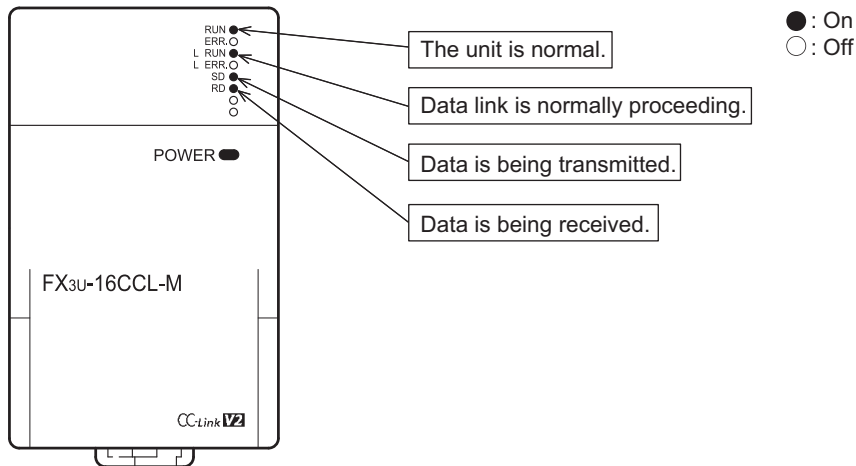 RUN
ERR.
L RUN
L ERR.
SD
RD
POWER
FX3U-16CCL-M
CC-Link V2
The unit is normal.
Data link is normally proceeding.
Data is being transmitted.
Data is being received.
: On
: Off